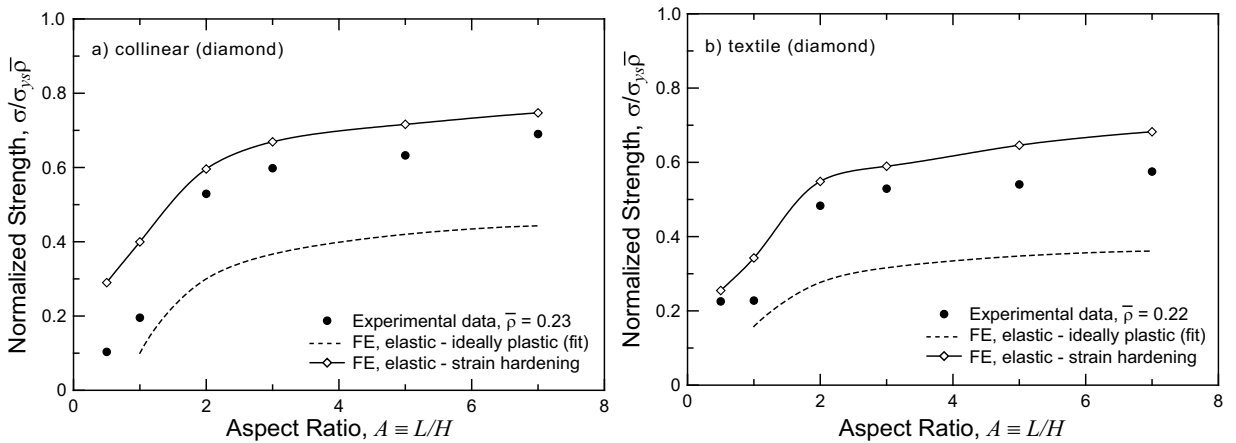 a) collinear (diamond)
Normalized Strength, σ/σ_ys ρ̅
1.0
0.8
0.6
0.4
0.2
0
● Experimental data, ρ̅ = 0.23
FE, elastic - ideally plastic (fit)
FE, elastic - strain hardening
0 2 4 6 8
Aspect Ratio, A ≡ L/H
b) textile (diamond)
Normalized Strength, σ/σ_ys ρ̅
1.0
0.8
0.6
0.4
0.2
0
● Experimental data, ρ̅ = 0.22
FE, elastic - ideally plastic (fit)
FE, elastic - strain hardening
0 2 4 6 8
Aspect Ratio, A ≡ L/H